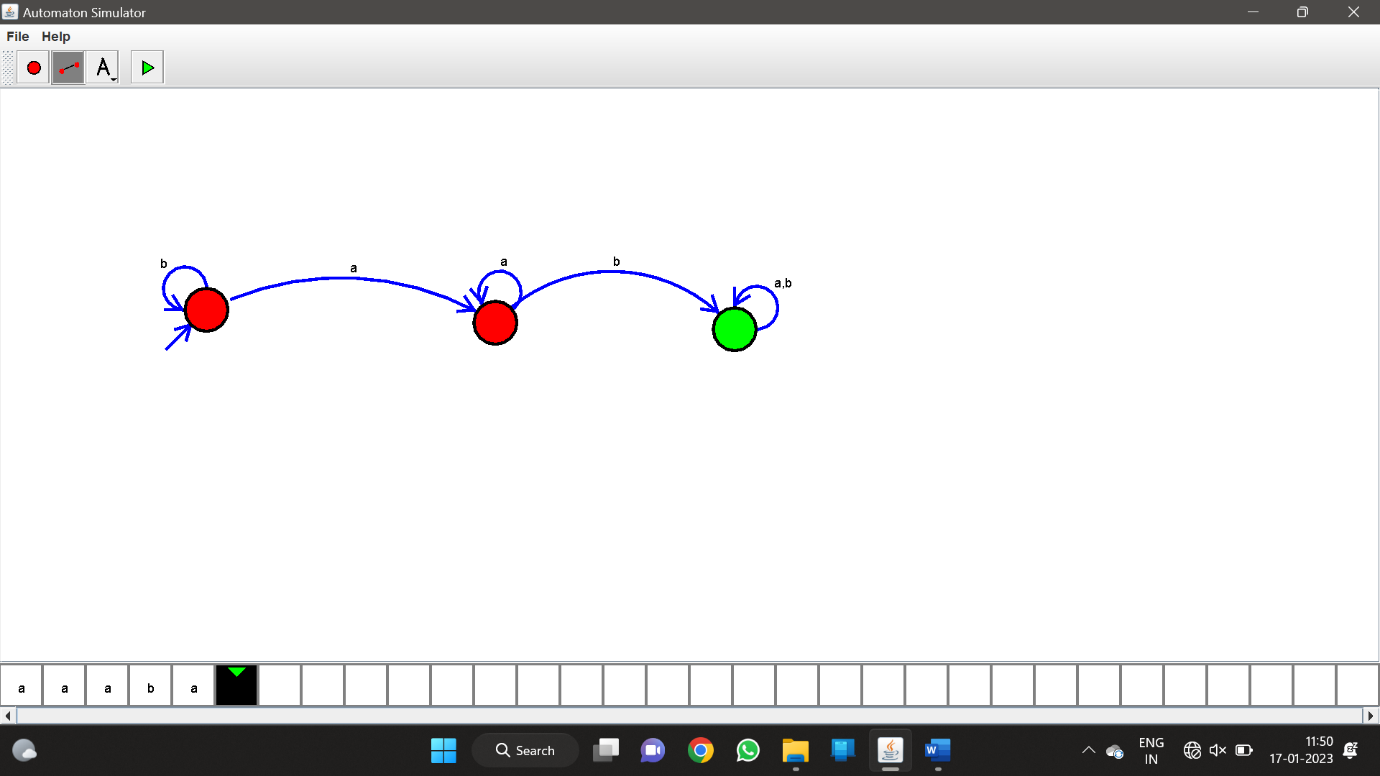 Automaton Simulator
File Help
A
b
a
a
b
a,b
a a a b a
Search
ENG
IN
11:50
17-01-2023